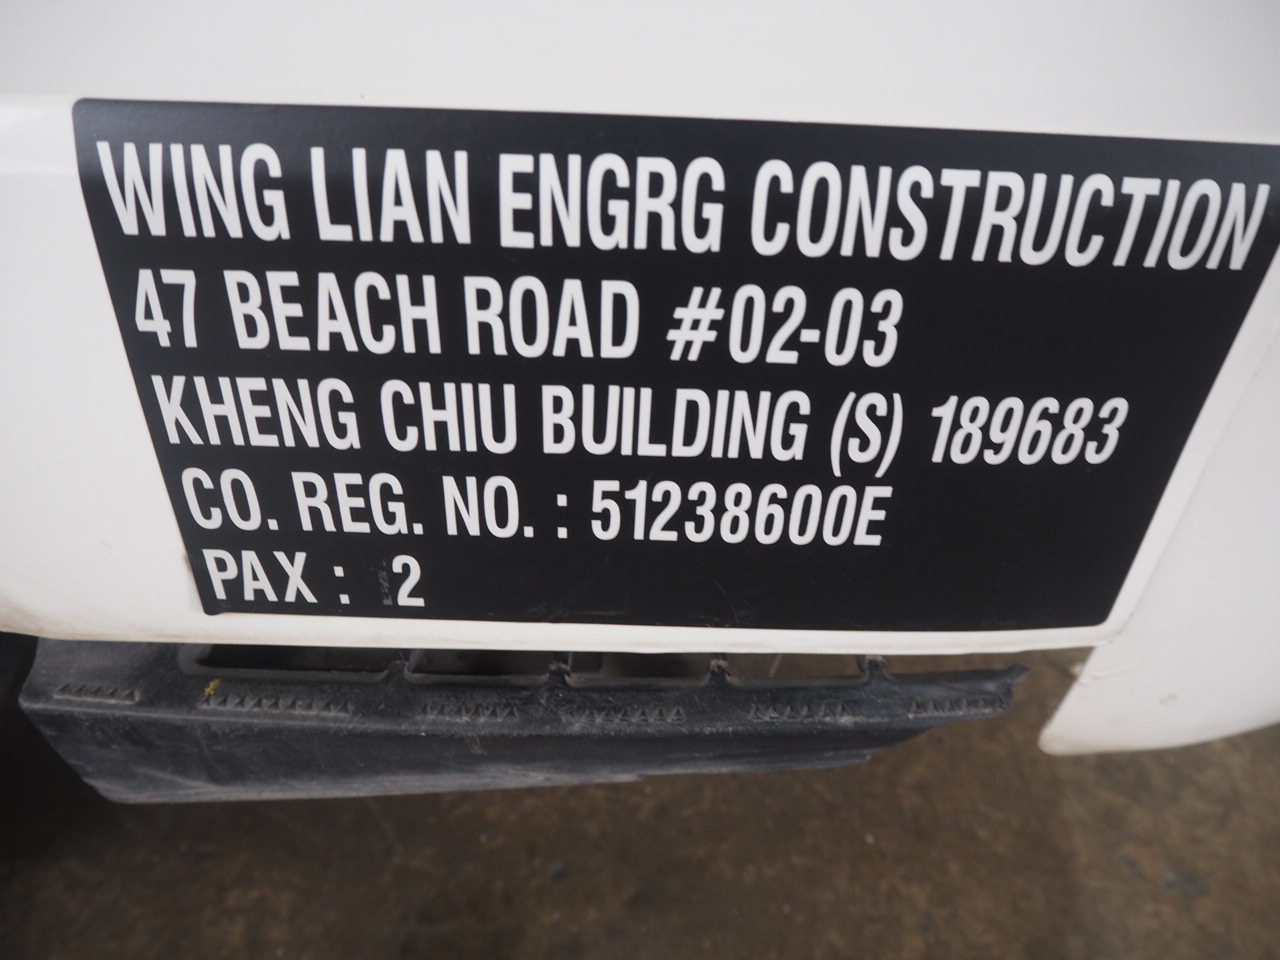 WING LIAN ENGRG CONSTRUCTION
47 BEACH ROAD #02-03
KHENG CHIU BUILDING (S) 189683
CO. REG. NO. : 51238600E
PAX : 2